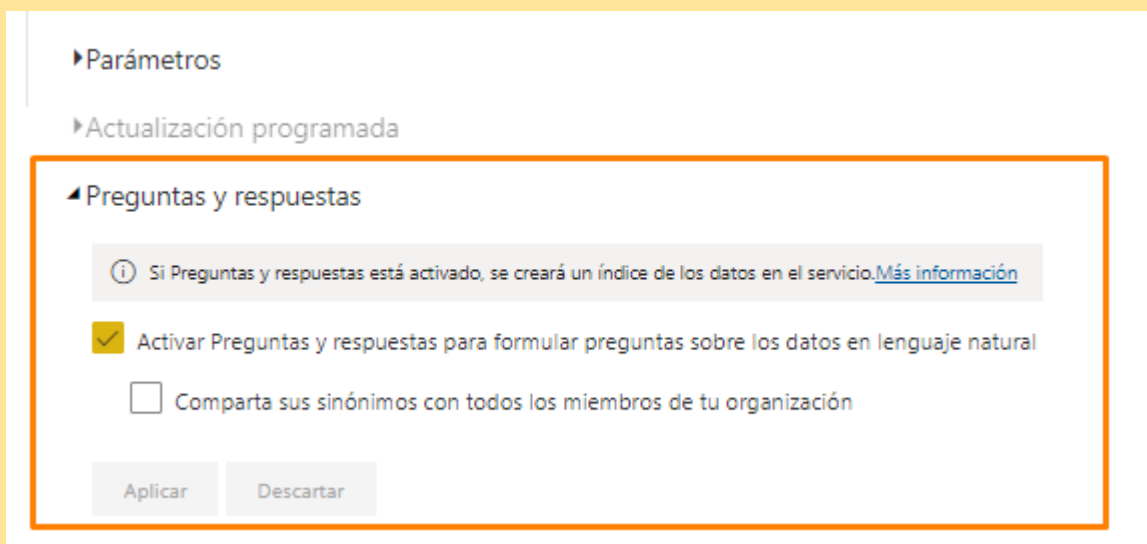 Parámetros
Actualización programada
Preguntas y respuestas
Si Preguntas y respuestas está activado, se creará un índice de los datos en el servicio.Más información
Activar Preguntas y respuestas para formular preguntas sobre los datos en lenguaje natural
Comparta sus sinónimos con todos los miembros de tu organización
Aplicar Descartar